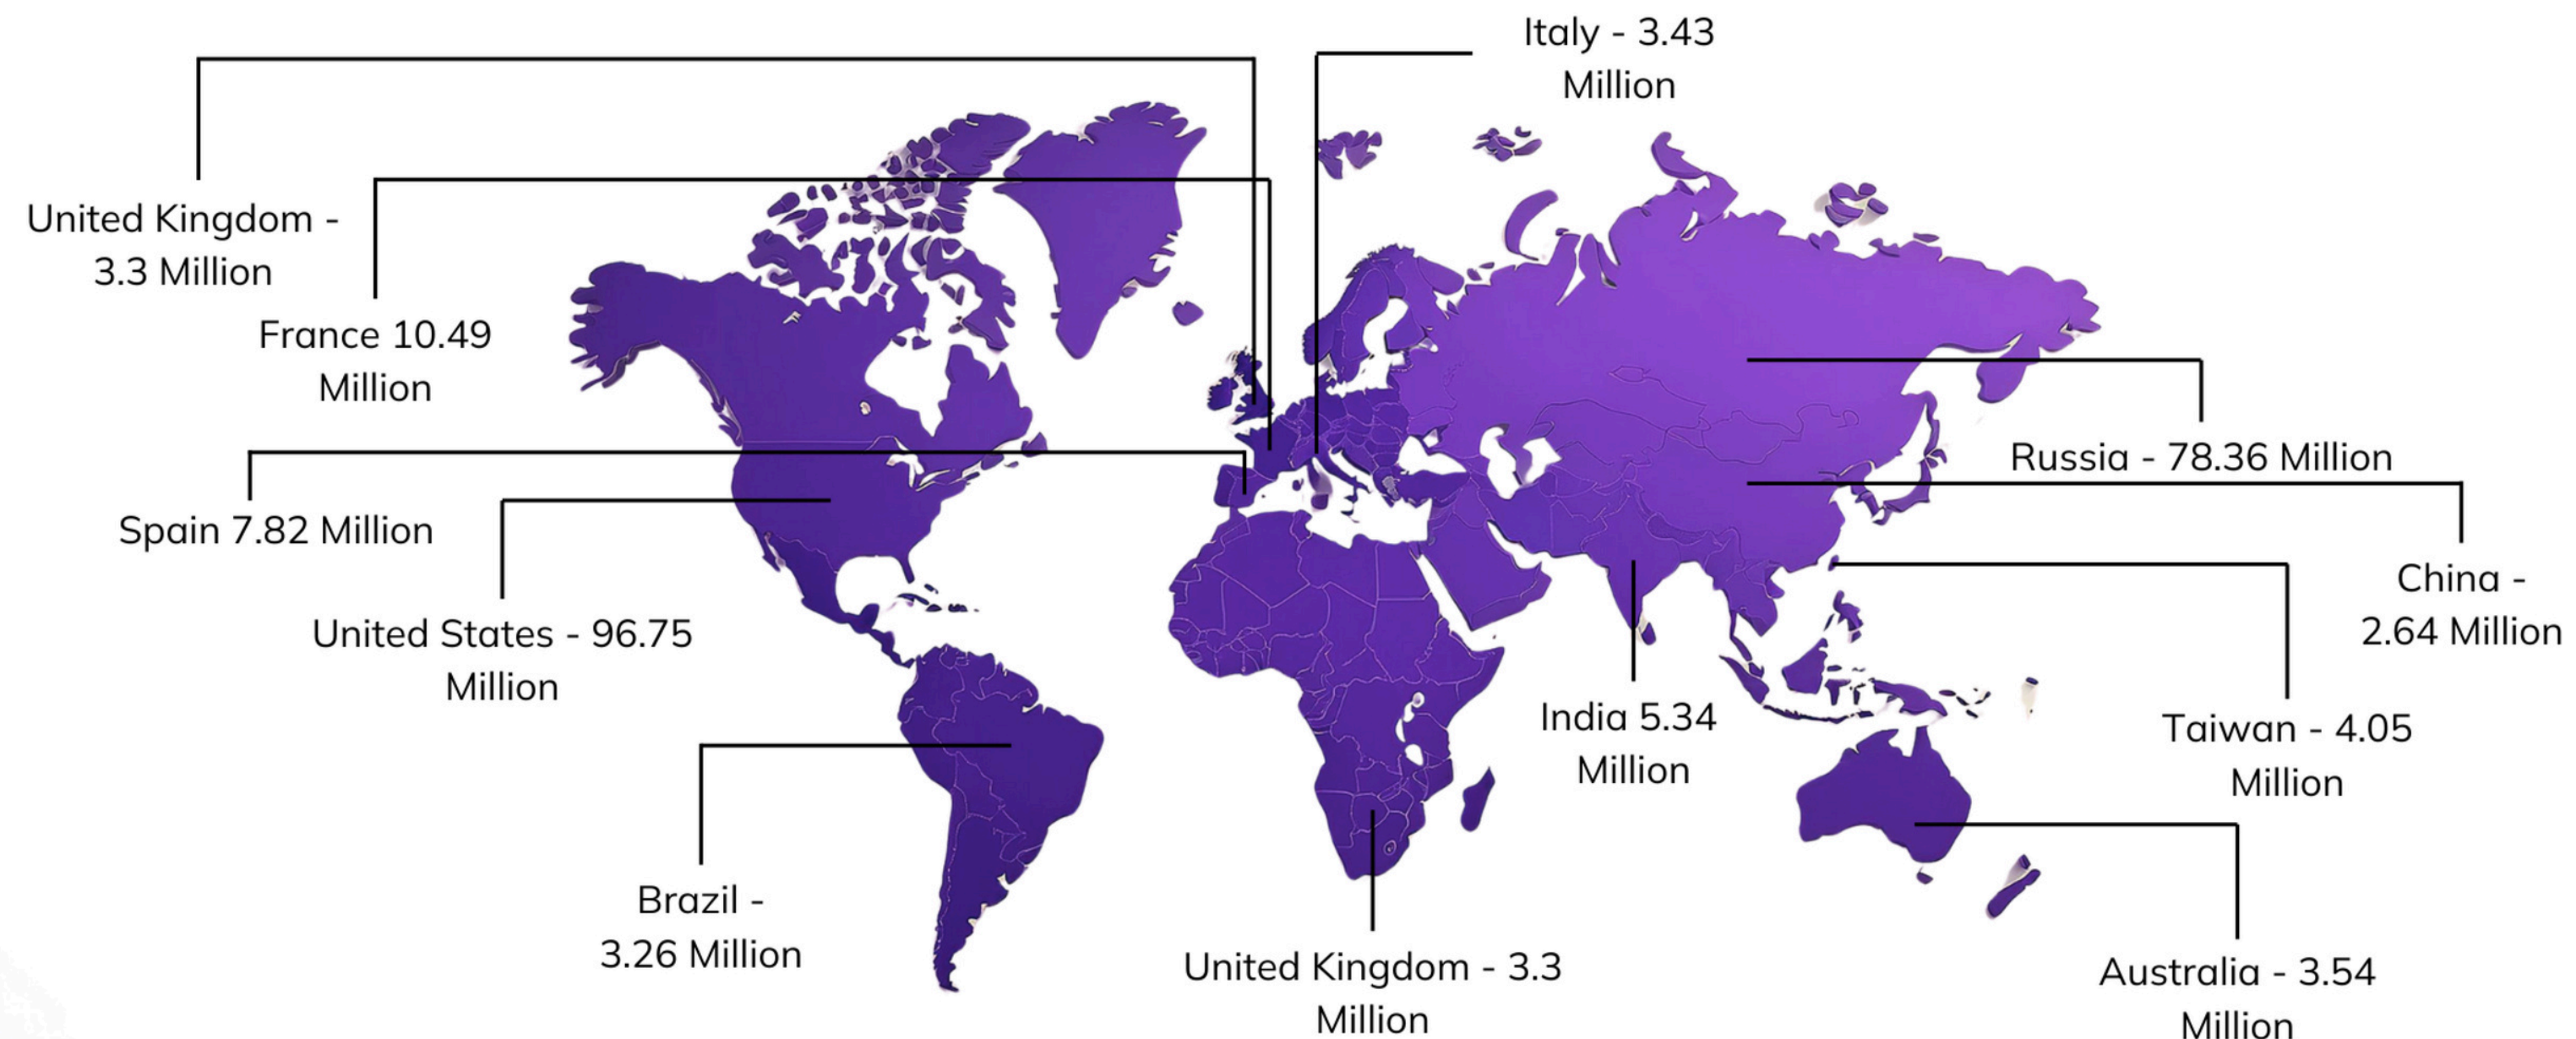 Italy - 3.43
Million
United Kingdom -
3.3 Million
France 10.49
Million
Spain 7.82 Million
United States - 96.75
Million
Brazil -
3.26 Million
United Kingdom - 3.3
Million
India 5.34
Million
Russia - 78.36 Million
China -
2.64 Million
Taiwan - 4.05
Million
Australia - 3.54
Million